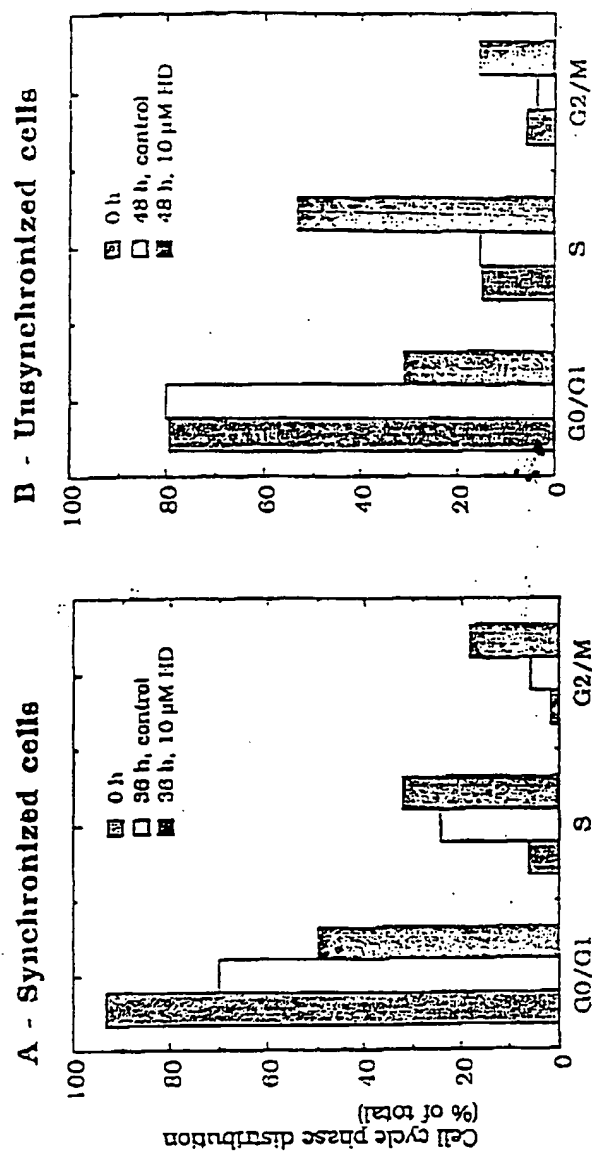 A - Synchronized cells
Cell cycle phase distribution
(% of total)
100
80
60
40
20
0
0 h
36 h, control
36 h, 10 µM HD
G0/G1
S
G2/M
B - Unsynchronized cells
100
80
60
40
20
0
0 h
48 h, control
48 h, 10 µM HD
G0/G1
S
G2/M